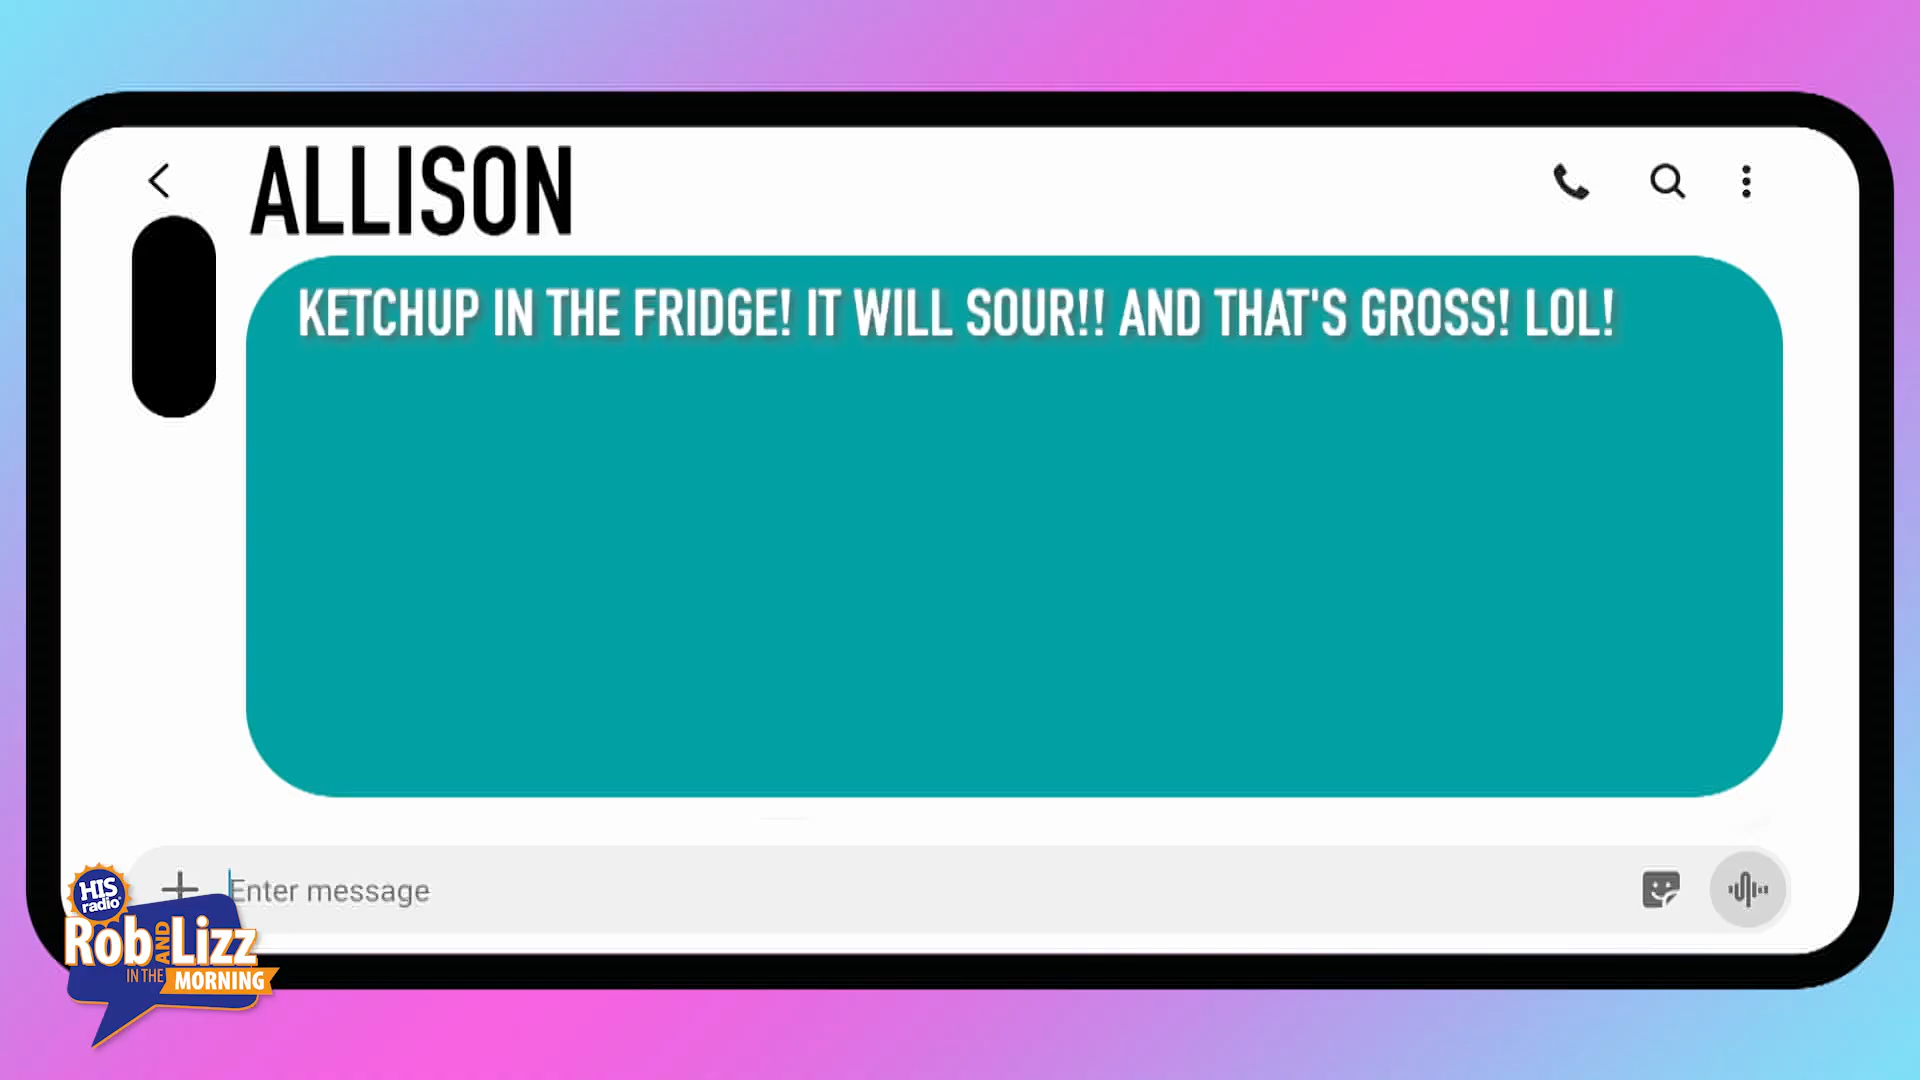 ALLISON
KETCHUP IN THE FRIDGE! IT WILL SOUR!! AND THAT'S GROSS! LOL!
Enter message
HIS
radio
Rob AND Lizz
IN THE MORNING